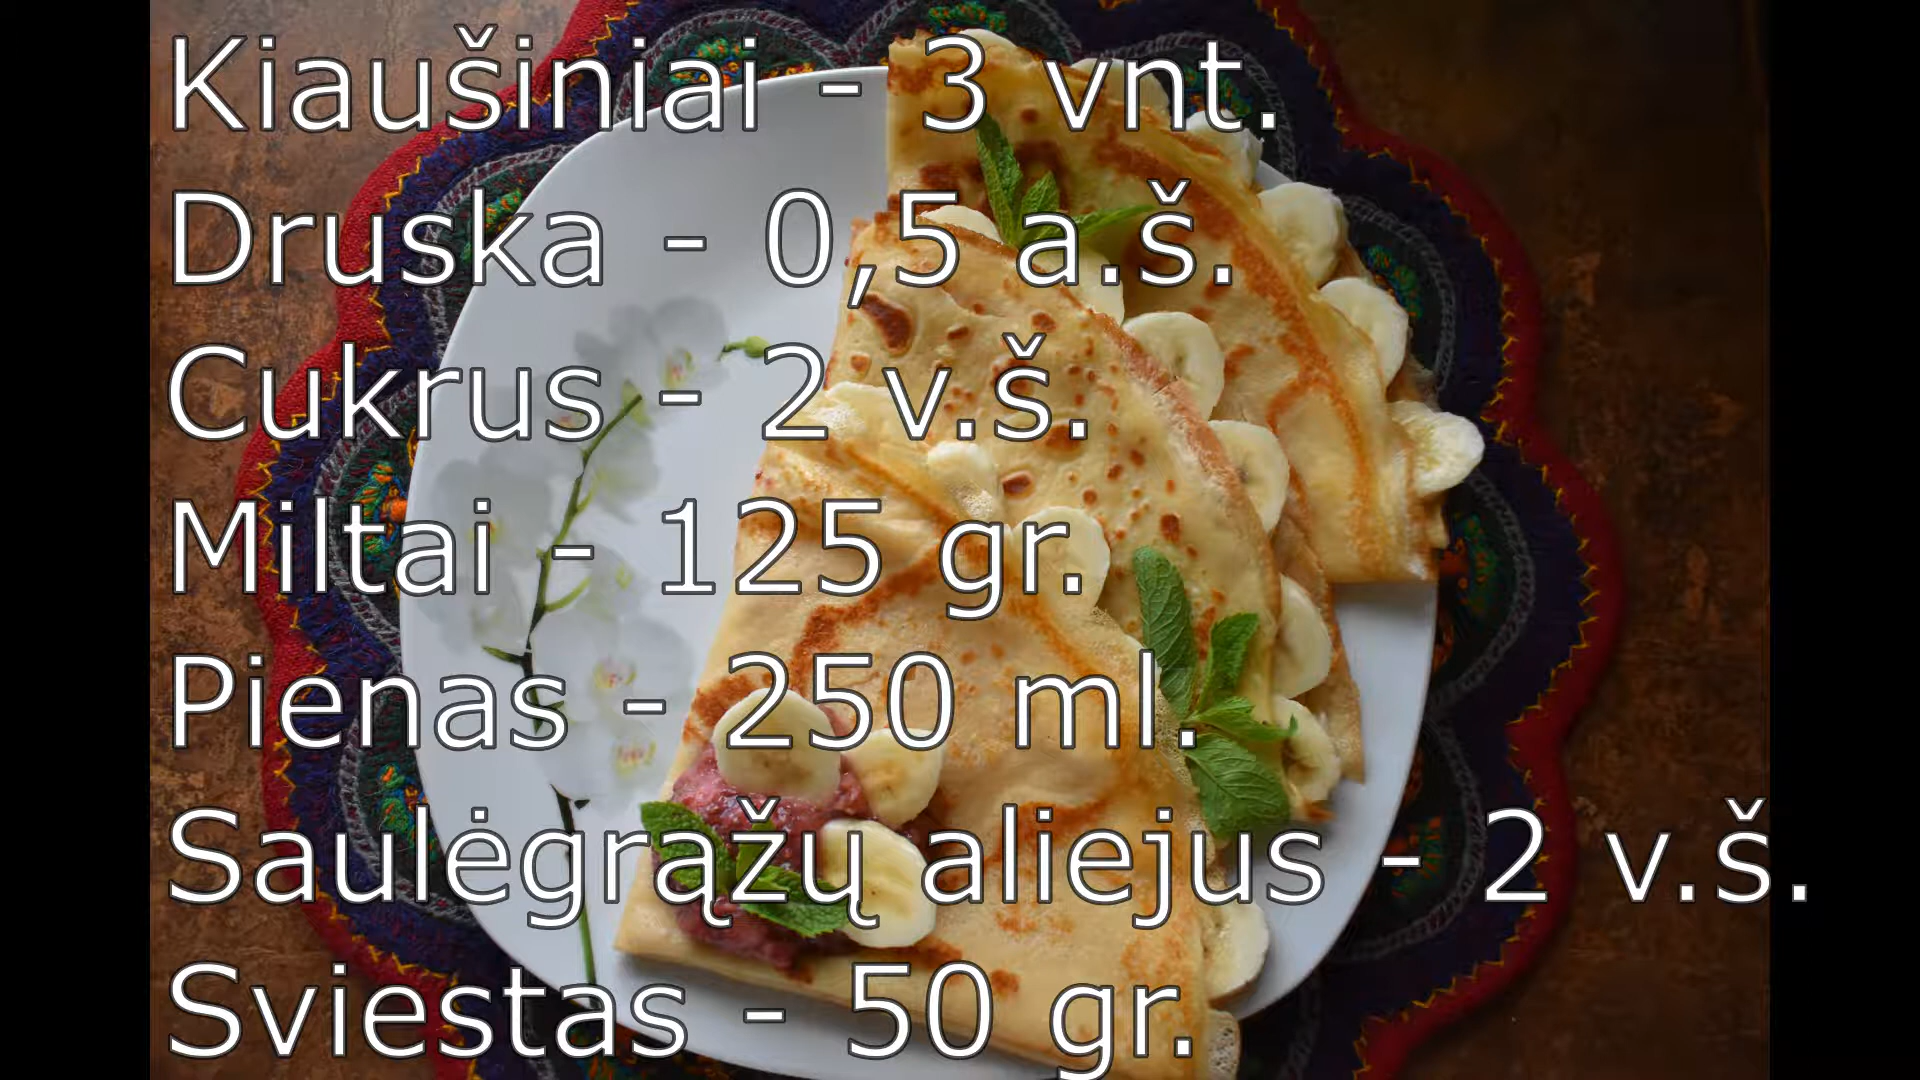 Kiaušiniai - 3 vnt.
Druska - 0,5 a.š.
Cukrus - 2 v.š.
Miltai - 125 gr.
Pienas - 250 ml.
Saulėgrąžų aliejus - 2 v.š.
Sviestas - 50 gr.